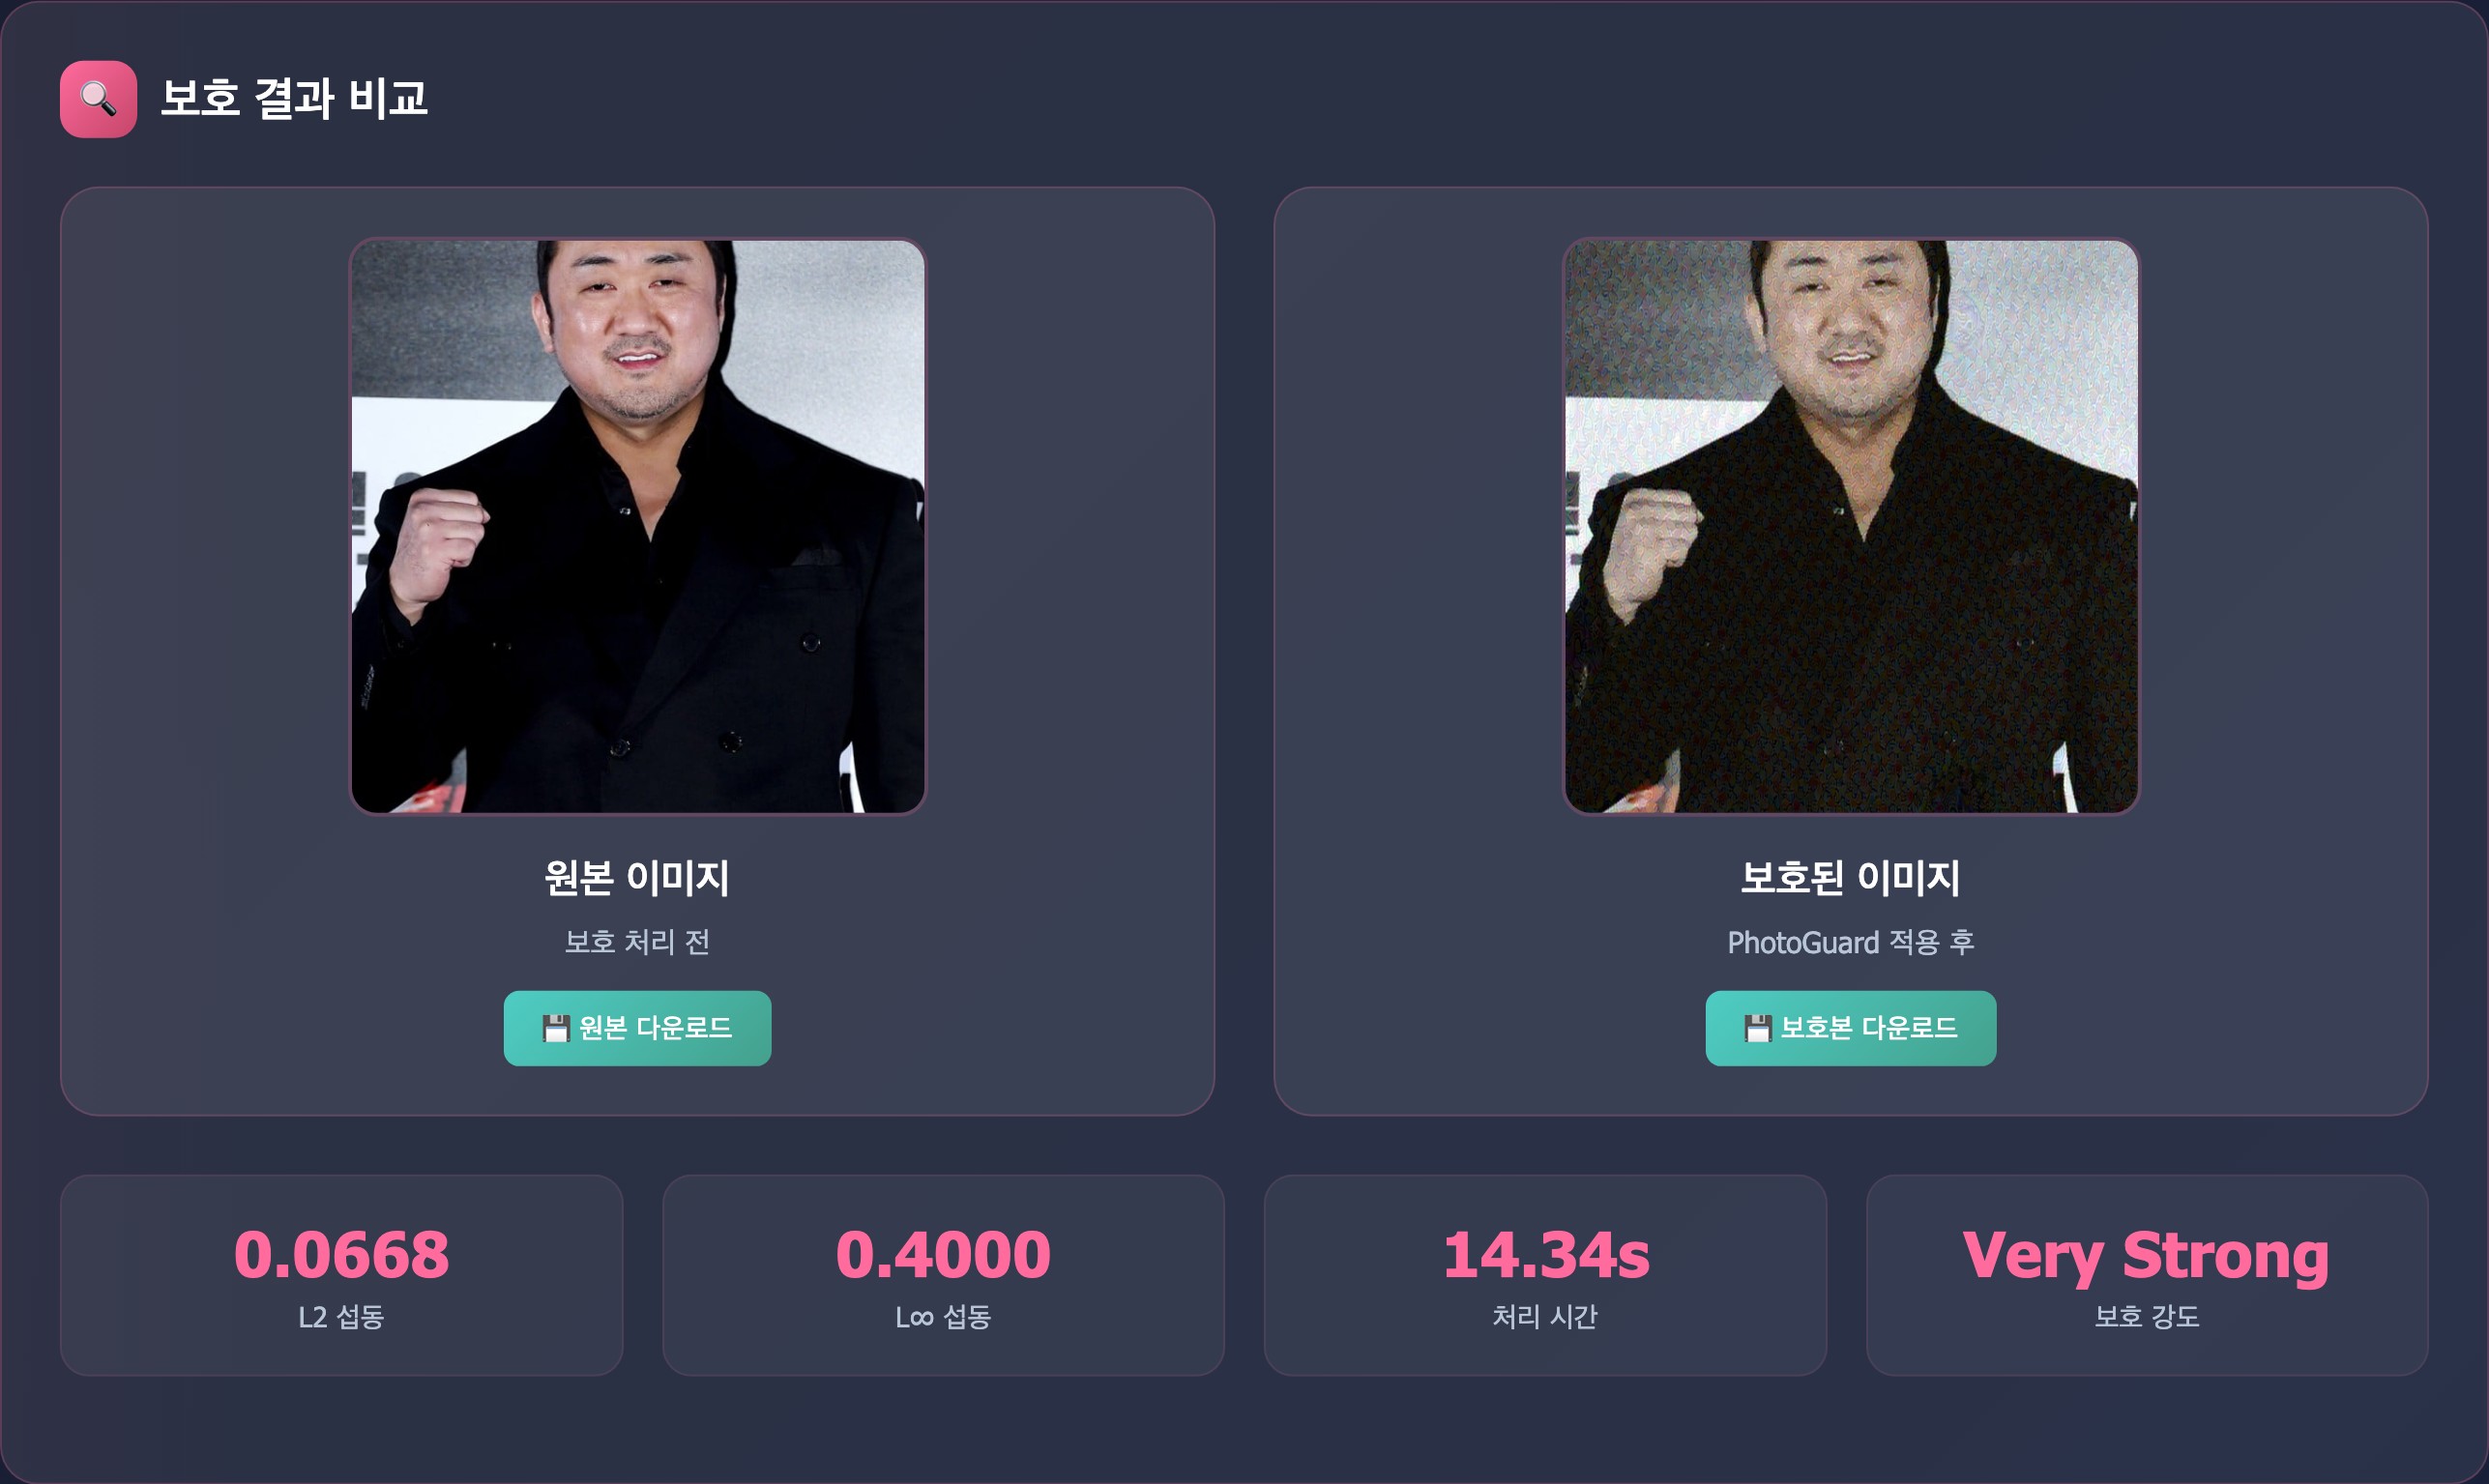 보호 결과 비교
원본 이미지
보호 처리 전
원본 다운로드
보호된 이미지
PhotoGuard 적용 후
보호본 다운로드
0.0668
L2 섭동
0.4000
L∞ 섭동
14.34s
처리 시간
Very Strong
보호 강도